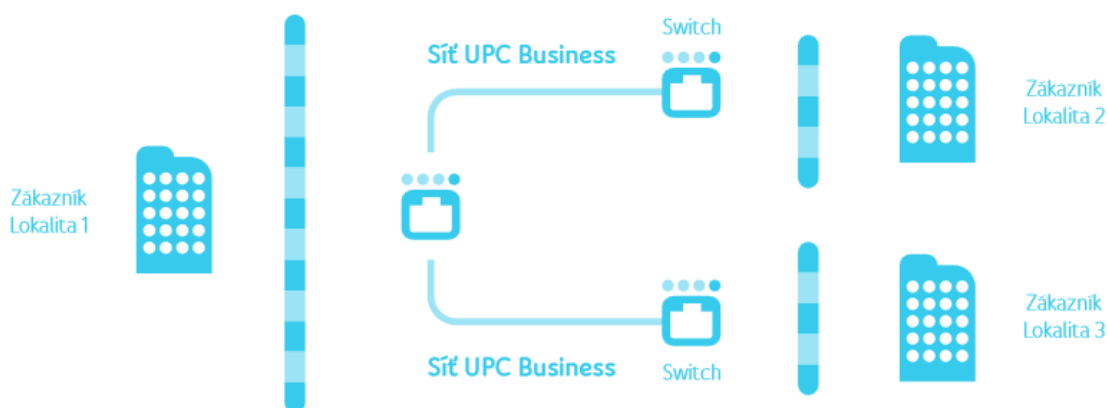 Switch
Síť UPC Business
Zákazník
Lokalita 2
Zákazník
Lokalita 1
Zákazník
Lokalita 3
Síť UPC Business
Switch